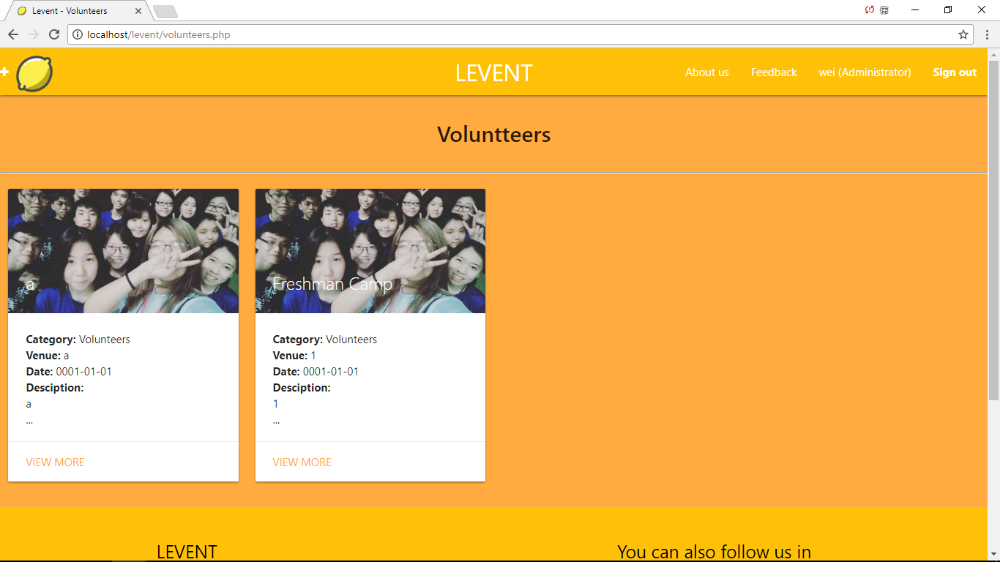 Levent - Volunteers
localhost/levent/volunteers.php
LEVENT
About us
Feedback
wei (Administrator)
Sign out
Voluntteers
a
Category: Volunteers
Venue: a
Date: 0001-01-01
Desciption:
a
...
VIEW MORE
Freshman Camp
Category: Volunteers
Venue: 1
Date: 0001-01-01
Desciption:
1
...
VIEW MORE
LEVENT
You can also follow us in